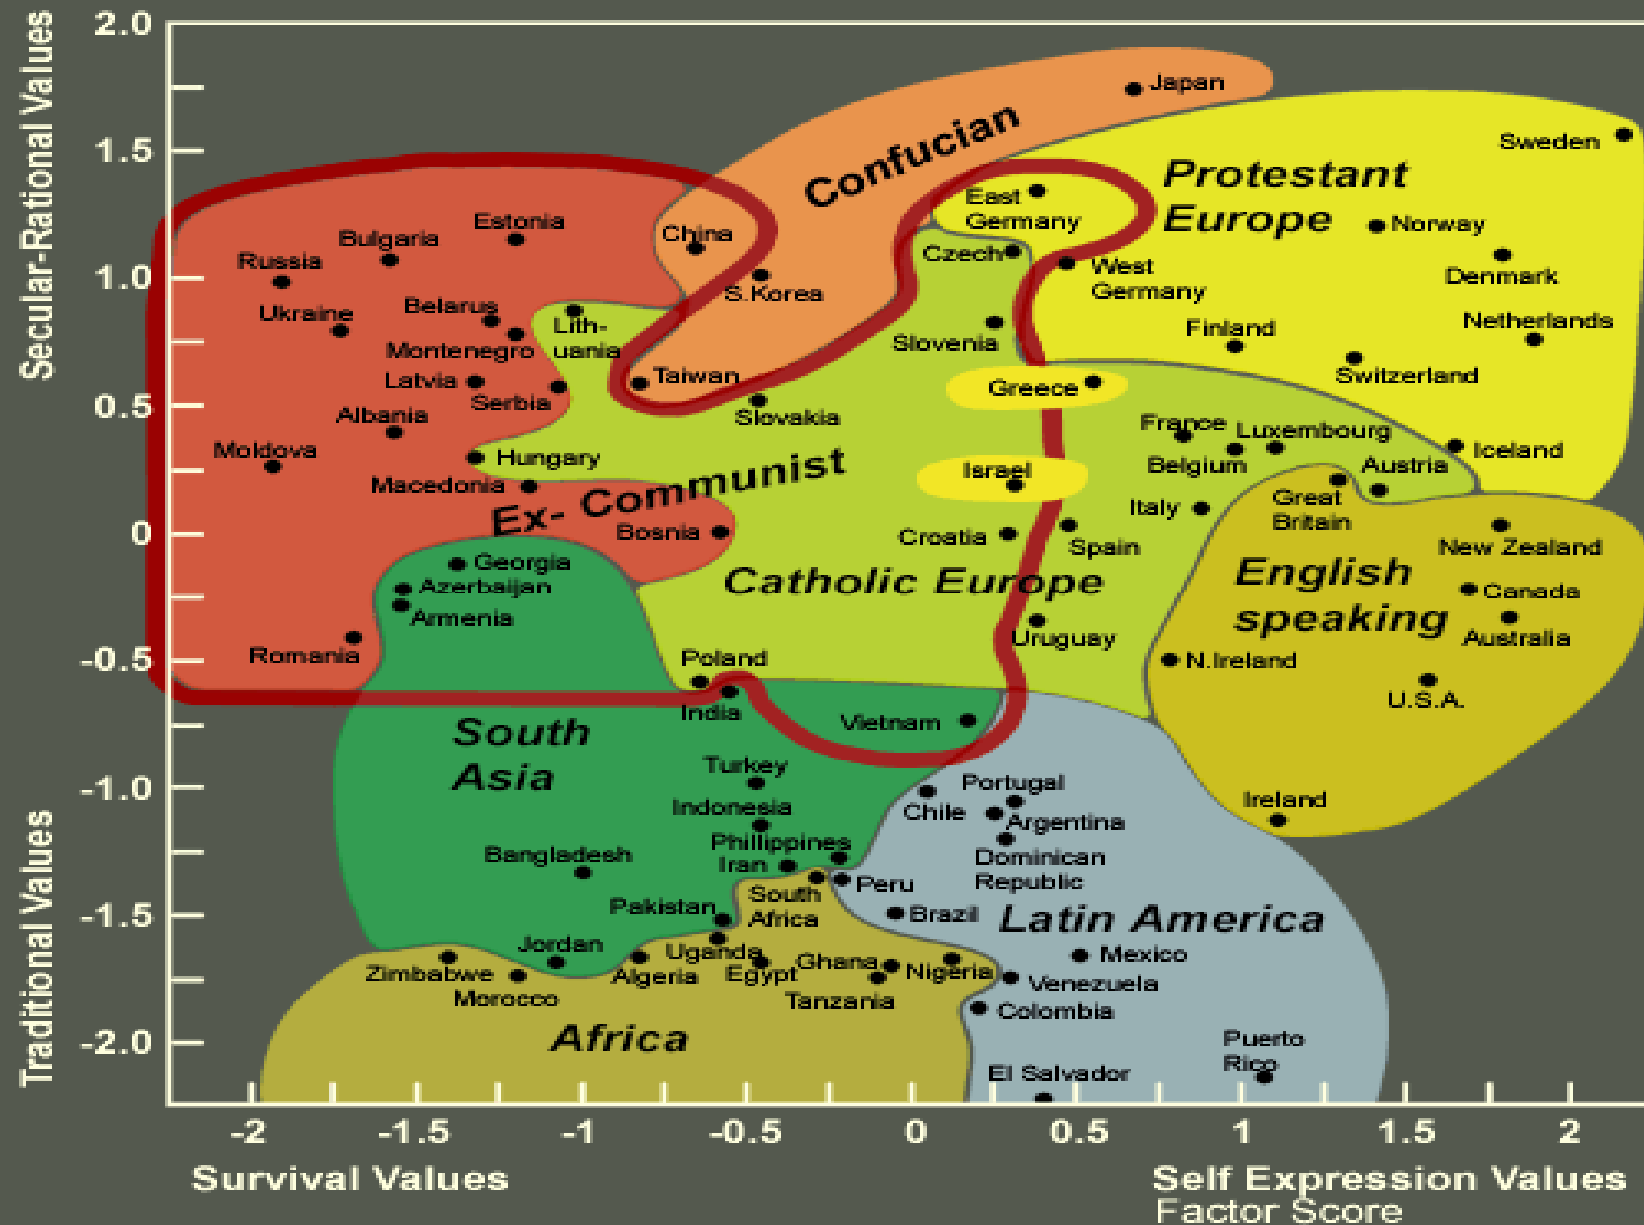 Secular-Rational Values
Traditional Values
2.0
1.5
1.0
0.5
0
-0.5
-1.0
-1.5
-2.0
Japan
Confucian
Sweden
Protestant
Europe
East
Germany
Norway
Estonia
China
Bulgaria
Russia
Czech
West
Germany
Denmark
S.Korea
Ukraine
Belarus
Lith-
uania
Montenegro
Slovenia
Finland
Netherlands
Latvia
Serbia
Taiwan
Greece
Switzerland
Albania
Slovakia
France
Luxembourg
Moldova
Hungary
Belgium
Austria
Iceland
Macedonia
Ex- Communist
Israel
Great
Britain
Italy
Bosnia
Croatia
Spain
New Zealand
Georgia
Azerbaijan
Armenia
Catholic Europe
English
speaking
Canada
Australia
Uruguay
Romania
Poland
N.Ireland
India
U.S.A.
South
Asia
Vietnam
Turkey
Portugal
Indonesia
Chile
Argentina
Ireland
Phillippines
Iran
Bangladesh
Dominican
Republic
Peru
South
Africa
Pakistan
Brazil
Latin America
Jordan
Uganda
Zimbabwe
Morocco
Algeria
Egypt
Ghana
Nigeria
Tanzania
Mexico
Venezuela
Colombia
Africa
Puerto
Rico
El Salvador
-2
-1.5
-1
-0.5
0
0.5
1
1.5
2
Survival Values
Self Expression Values
Factor Score